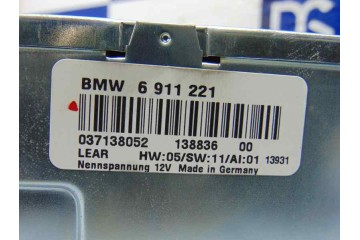 DS
BMW 6 911 221
037138052 138836 00
LEAR HW:05/SW:11/AI:01 13931
Nennspannung 12V Made in Germany